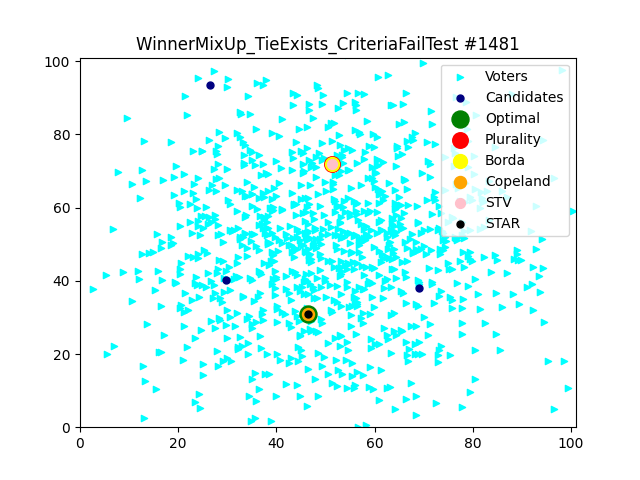 WinnerMixUp_TieExists_CriteriaFailTest #1481
100
80
60
40
20
0
0
20
40
60
80
100
Voters
Candidates
Optimal
Plurality
Borda
Copeland
STV
STAR